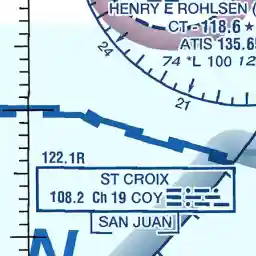 HENRY E ROHLSEN (
CT - 118.6 ★
ATIS 135.65
74 *L 100 12
24
21
122.1R
ST CROIX
108.2 Ch 19 COY
SAN JUAN
N